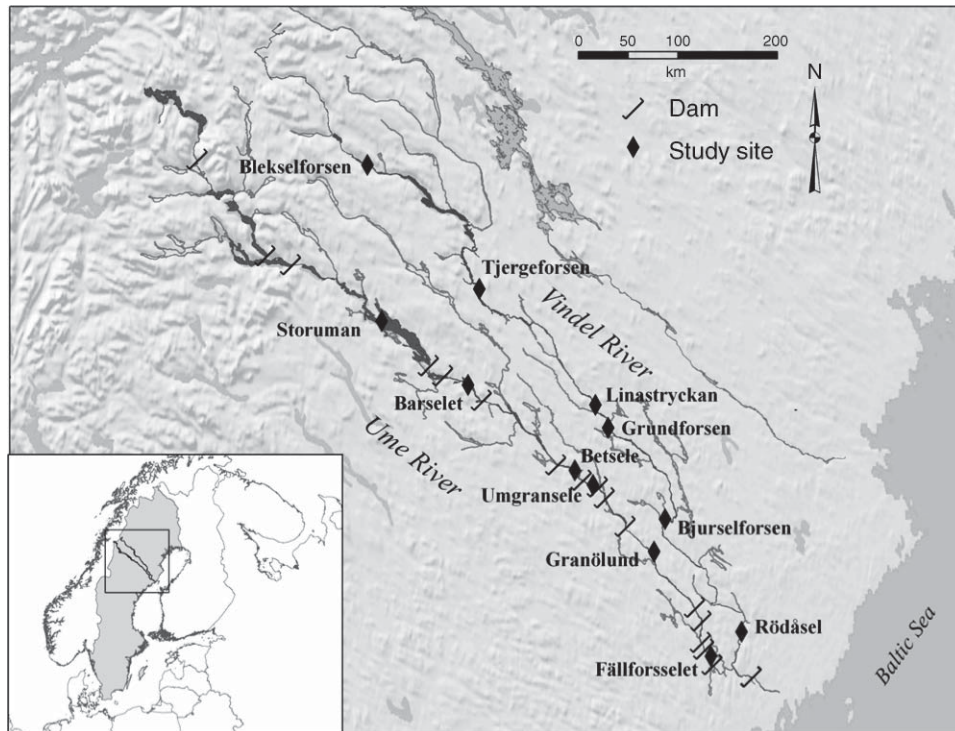 0 50 100 200
km
N
Dam
Study site
Blekselforsen
Tjergeforsen
Vindel River
Storuman
Linastryckan
Barselet
Grundforsen
Ume River
Betsele
Umgransele
Bjurselforsen
Granölund
Rödåsel
Fällforsselet
Baltic Sea